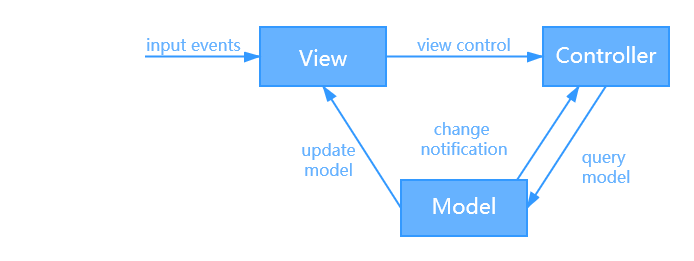 input events
View
view control
Controller
update
model
change
notification
query
model
Model